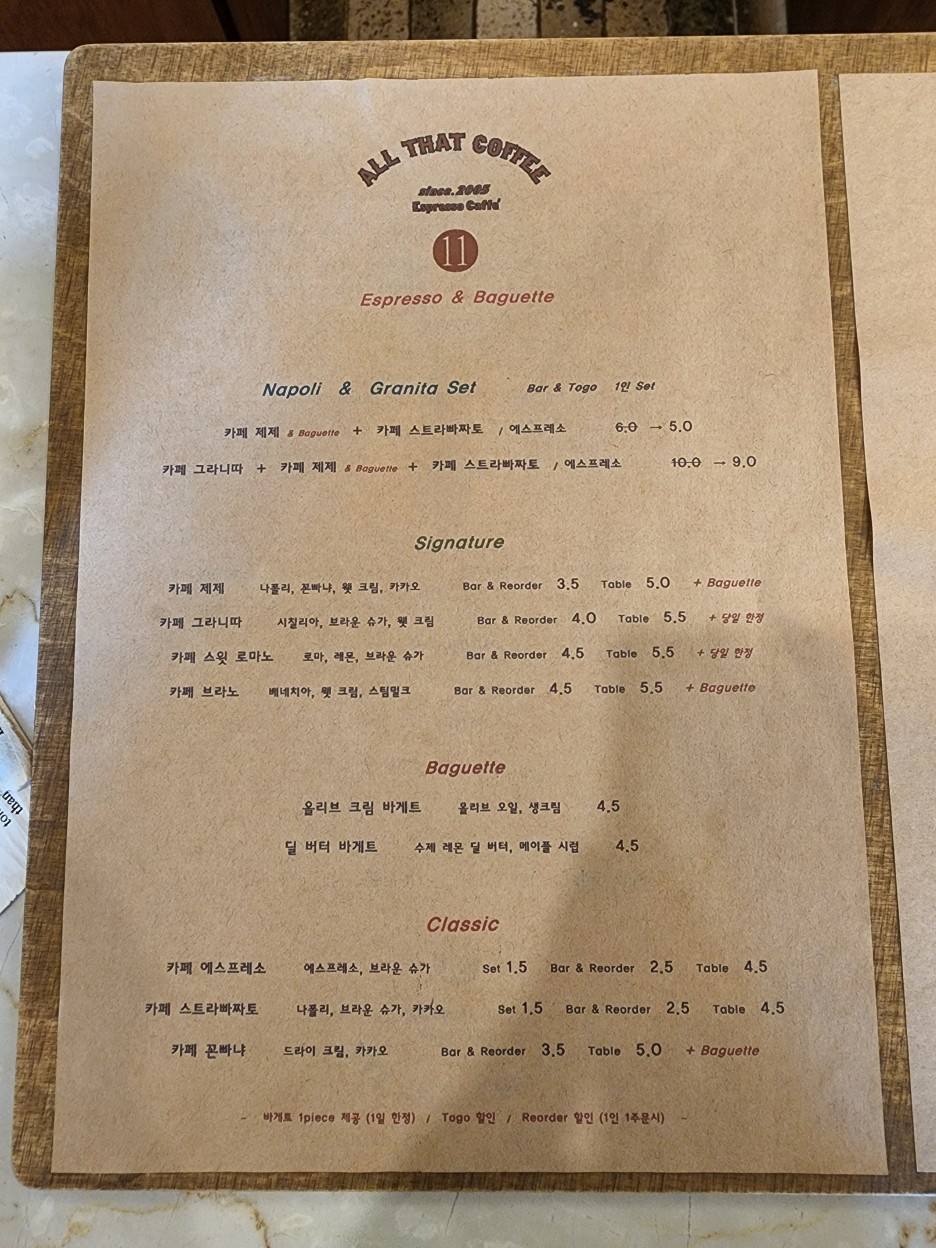 ALL THAT COFFEE
since.2005
Espresso Caffé
11
Espresso & Baguette
Napoli & Granita Set Bar & Togo 1인 Set
카페 제제 & Baguette + 카페 스트라빠짜토 / 에스프레소 6.0 → 5.0
카페 그라니따 + 카페 제제 & Baguette + 카페 스트라빠짜토 / 에스프레소 10.0 → 9.0
Signature
카페 제제 나폴리, 꼰빠냐, 웻 크림, 카카오 Bar & Reorder 3.5 Table 5.0 + Baguette
카페 그라니따 시칠리아, 브라운 슈가, 웻 크림 Bar & Reorder 4.0 Table 5.5 + 당일 한정
카페 스윗 로마노 로마, 레몬, 브라운 슈가 Bar & Reorder 4.5 Table 5.5 + 당일 한정
카페 브라노 베네치아, 웻 크림, 스팀밀크 Bar & Reorder 4.5 Table 5.5 + Baguette
Baguette
올리브 크림 바게트 올리브 오일, 생크림 4.5
딜 버터 바게트 수제 레몬 딜 버터, 메이플 시럽 4.5
Classic
카페 에스프레소 에스프레소, 브라운 슈가 Set 1.5 Bar & Reorder 2.5 Table 4.5
카페 스트라빠짜토 나폴리, 브라운 슈가, 카카오 Set 1.5 Bar & Reorder 2.5 Table 4.5
카페 꼰빠냐 드라이 크림, 카카오 Bar & Reorder 3.5 Table 5.0 + Baguette
- 바게트 1piece 제공 (1일 한정) / Togo 할인 / Reorder 할인 (1인 1주문시) -
than